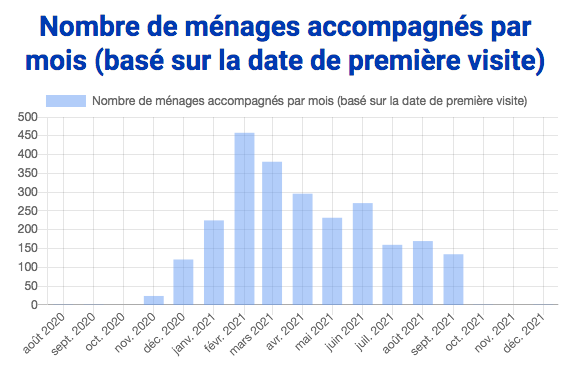 Nombre de ménages accompagnés par
mois (basé sur la date de première visite)
Nombre de ménages accompagnés par mois (basé sur la date de première visite)
500
450
400
350
300
250
200
150
100
50
0
août 2020
sept. 2020
oct. 2020
nov. 2020
déc. 2020
janv. 2021
févr. 2021
mars 2021
avr. 2021
mai 2021
juin 2021
juil. 2021
août 2021
sept. 2021
oct. 2021
nov. 2021
déc. 2021